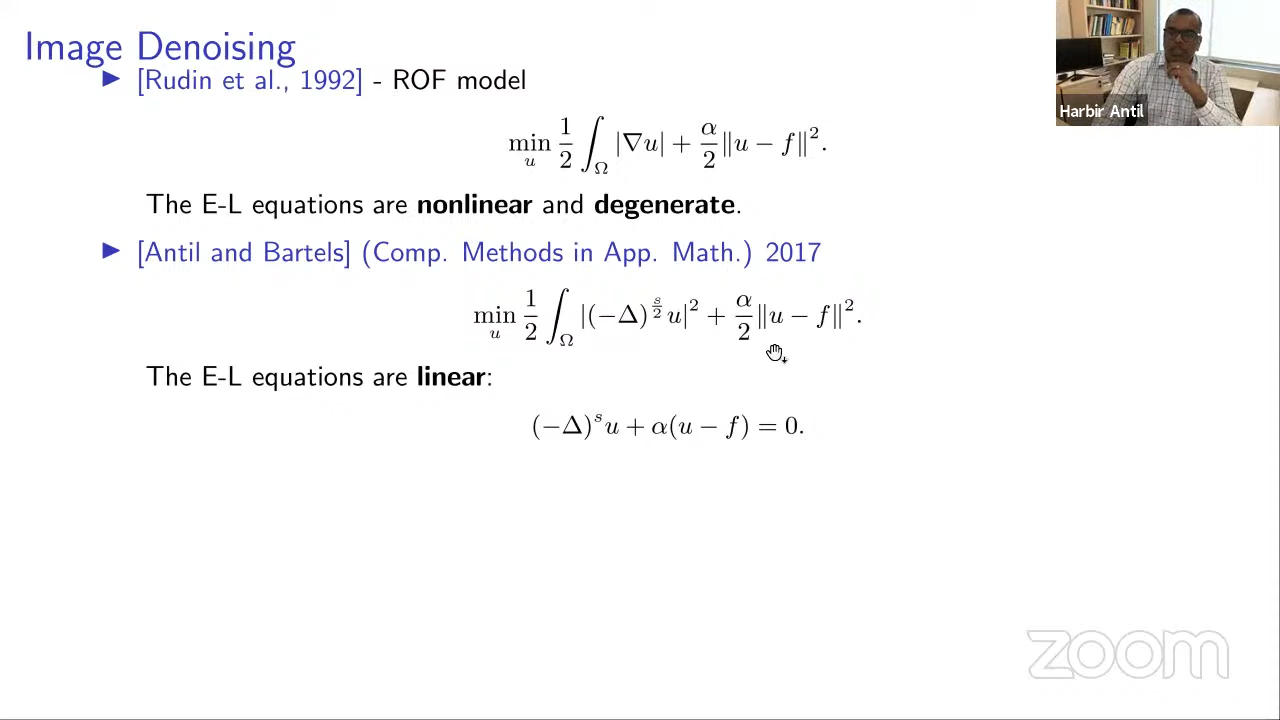 Image Denoising
▶ [Rudin et al., 1992] - ROF model
min_u 1/2 ∫_Ω |∇u| + α/2 ‖u − f‖².
The E-L equations are nonlinear and degenerate.
▶ [Antil and Bartels] (Comp. Methods in App. Math.) 2017
min_u 1/2 ∫_Ω |(−Δ)^{s/2} u|² + α/2 ‖u − f‖².
The E-L equations are linear:
(−Δ)^s u + α(u − f) = 0.
Harbir Antil
zoom